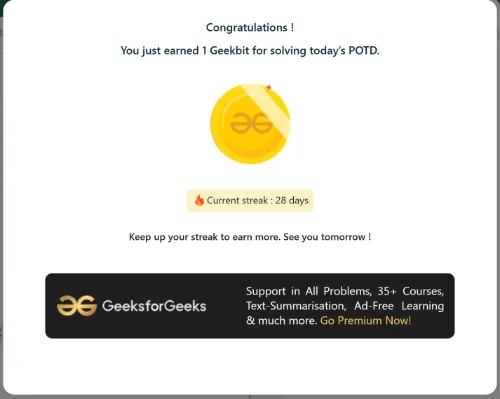 Congratulations !
You just earned 1 Geekbit for solving today's POTD.
Current streak : 28 days
Keep up your streak to earn more. See you tomorrow !
GeeksforGeeks
Support in All Problems, 35+ Courses,
Text-Summarisation, Ad-Free Learning
& much more. Go Premium Now!